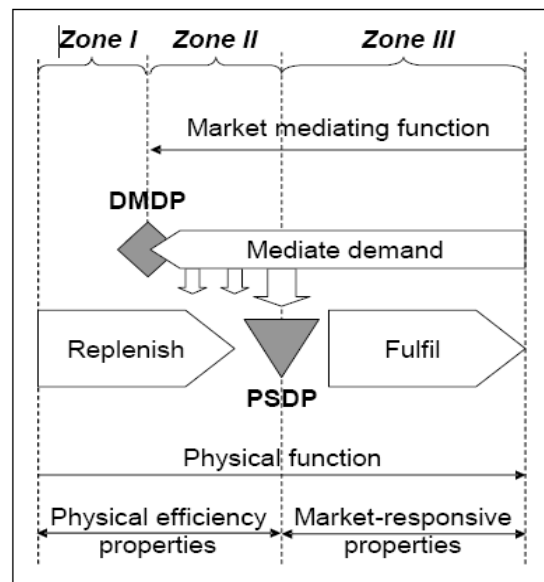 Zone I Zone II Zone III
Market mediating function
DMDP
Mediate demand
Replenish Fulfil
PSDP
Physical function
Physical efficiency Market-responsive
properties properties